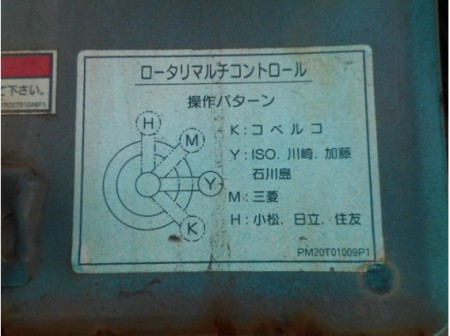 ロータリマルチコントロール
操作パターン
て下さい。
H
M
Y
K
K：コベルコ
Y：ISO．川崎．加藤
石川島
M：三菱
H：小松．日立．住友
PM20T01009P1